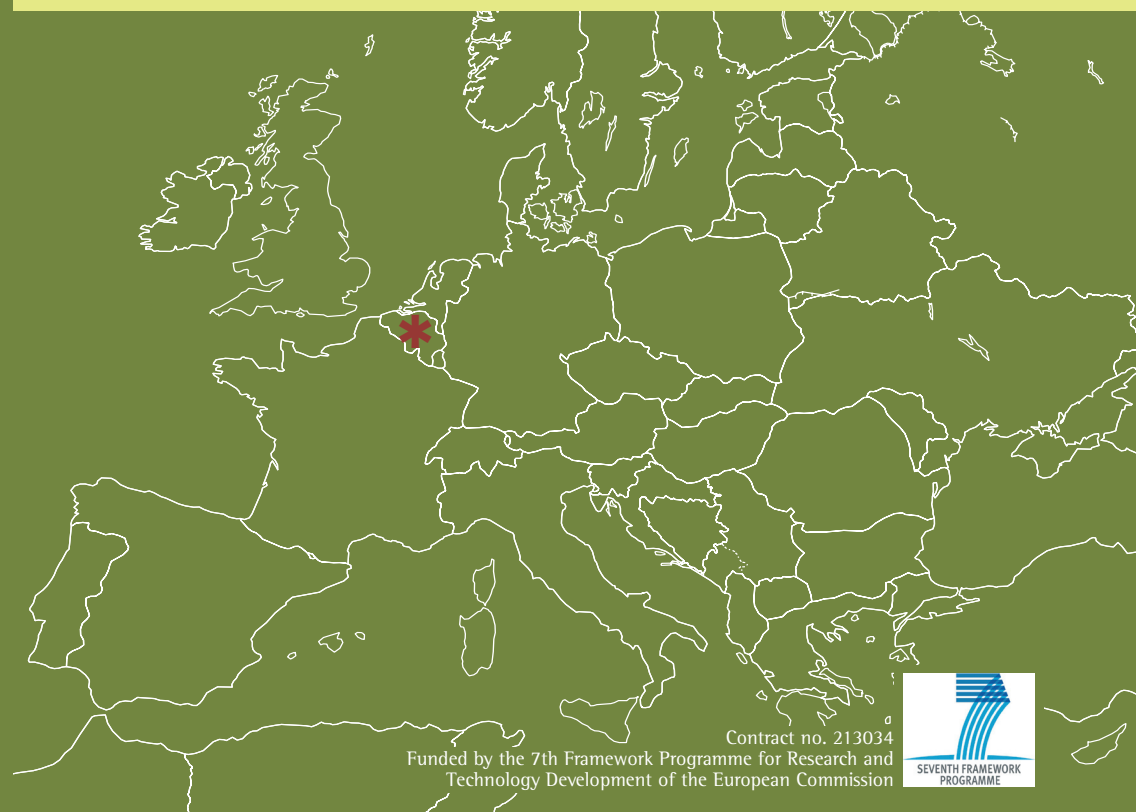 Contract no. 213034
Funded by the 7th Framework Programme for Research and
Technology Development of the European Commission
SEVENTH FRAMEWORK
PROGRAMME